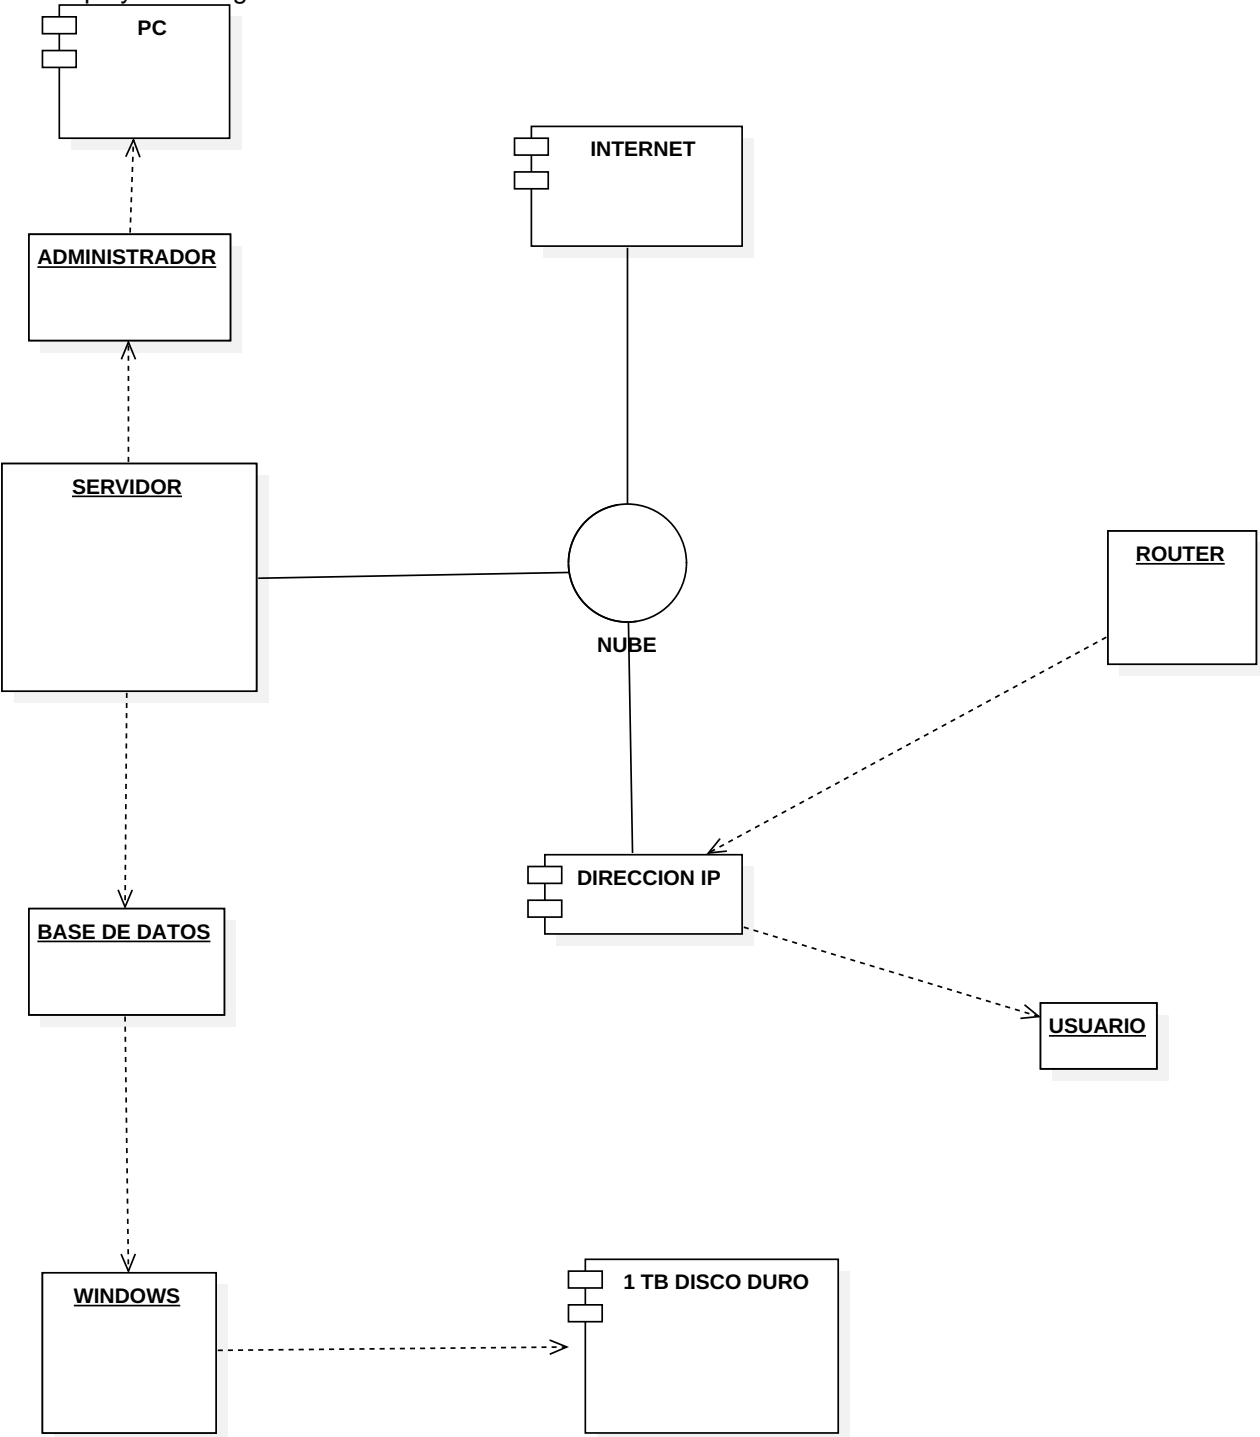 PC
INTERNET
ADMINISTRADOR
SERVIDOR
ROUTER
NUBE
DIRECCION IP
BASE DE DATOS
USUARIO
1 TB DISCO DURO
WINDOWS